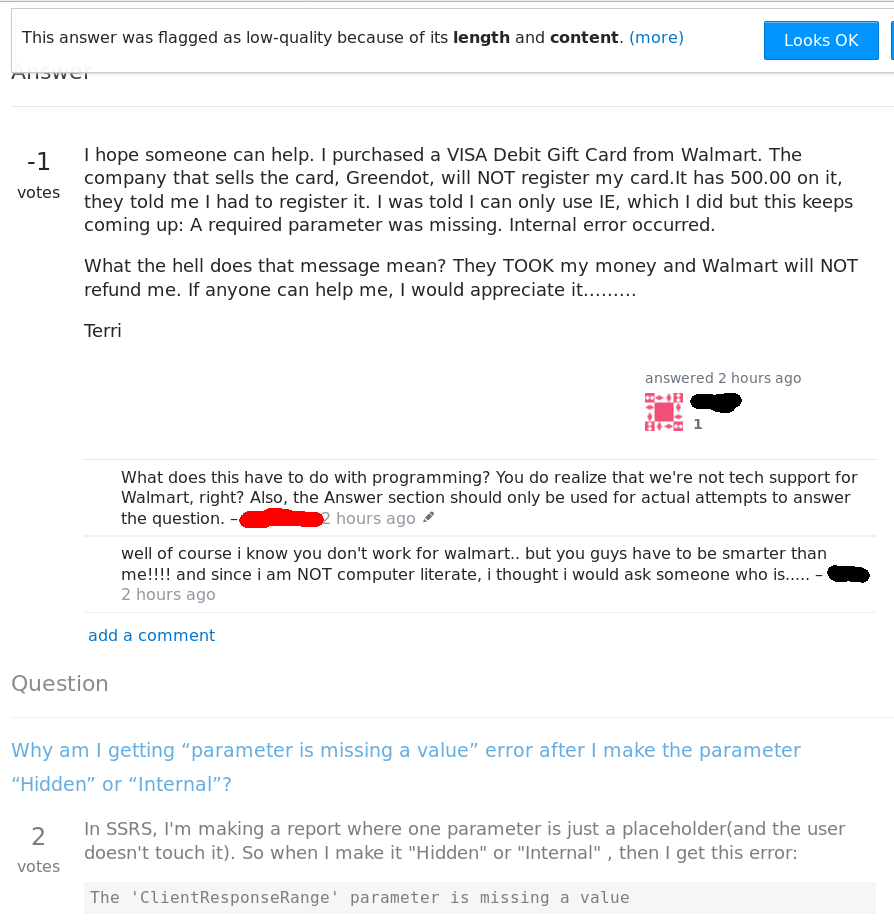 This answer was flagged as low-quality because of its length and content. (more)
Looks OK
Answer
-1
votes
I hope someone can help. I purchased a VISA Debit Gift Card from Walmart. The
company that sells the card, Greendot, will NOT register my card.It has 500.00 on it,
they told me I had to register it. I was told I can only use IE, which I did but this keeps
coming up: A required parameter was missing. Internal error occurred.
What the hell does that message mean? They TOOK my money and Walmart will NOT
refund me. If anyone can help me, I would appreciate it.........
Terri
answered 2 hours ago
1
What does this have to do with programming? You do realize that we're not tech support for
Walmart, right? Also, the Answer section should only be used for actual attempts to answer
the question. – 2 hours ago
well of course i know you don't work for walmart.. but you guys have to be smarter than
me!!!! and since i am NOT computer literate, i thought i would ask someone who is..... –
2 hours ago
add a comment
Question
Why am I getting “parameter is missing a value” error after I make the parameter
“Hidden” or “Internal”?
2
votes
In SSRS, I'm making a report where one parameter is just a placeholder(and the user
doesn't touch it). So when I make it "Hidden" or "Internal" , then I get this error:
The 'ClientResponseRange' parameter is missing a value